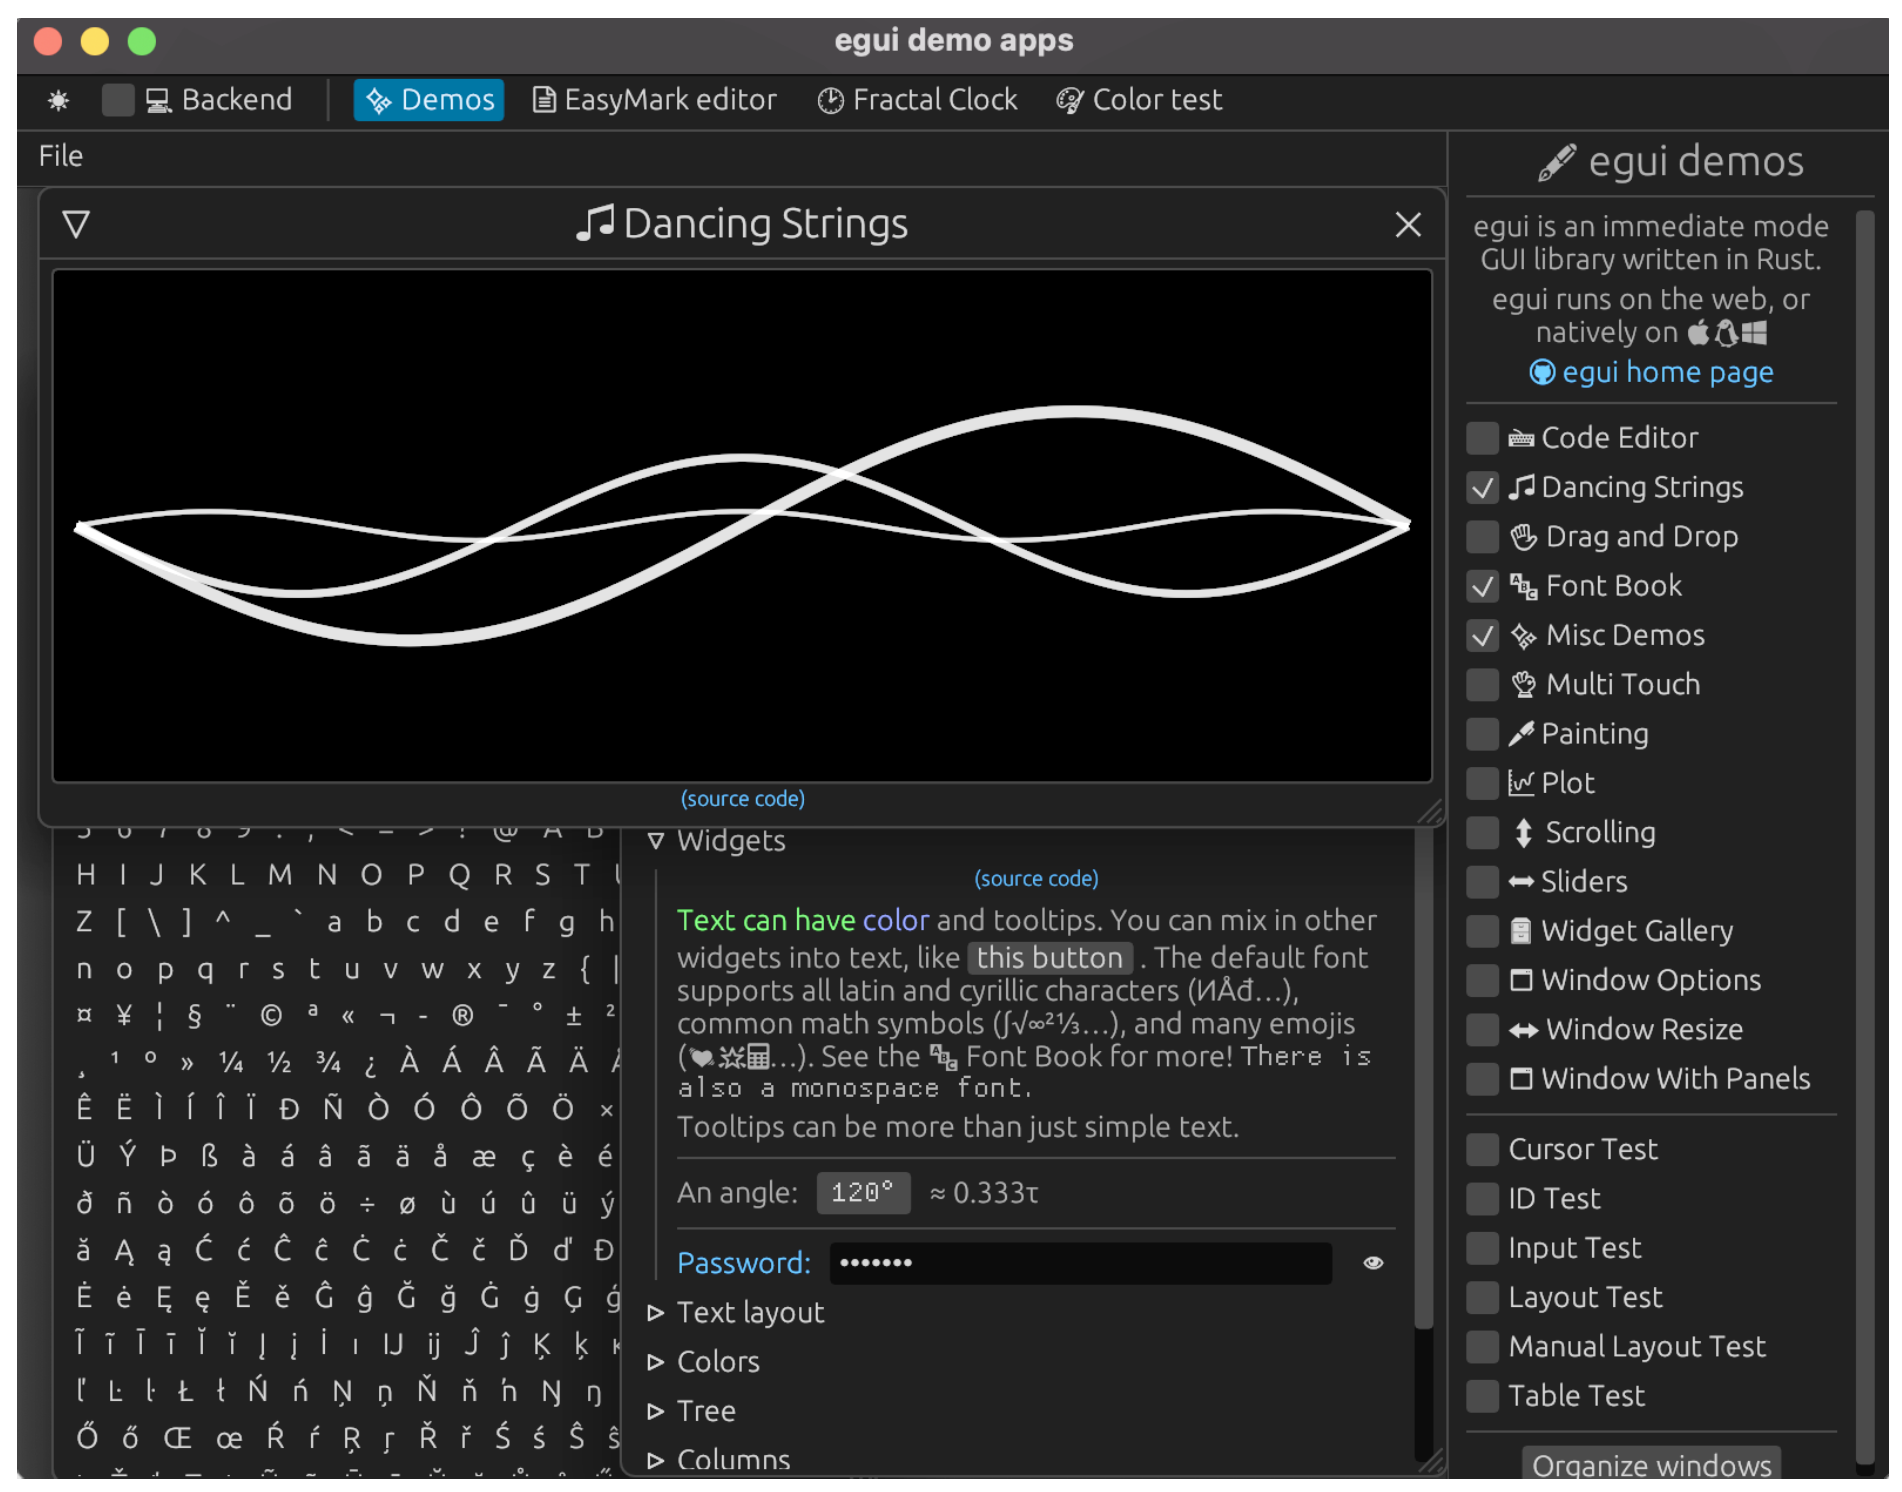 egui demo apps
Backend
Demos
EasyMark editor
Fractal Clock
Color test
File
Dancing Strings
(source code)
H I J K L M N O P Q R S T
Z [ \ ] ^ _ ` a b c d e f g h
n o p q r s t u v w x y z { |
¤ ¥ ¦ § ¨ © ª « ¬ - ® ¯ ° ± ²
¸ ¹ º » ¼ ½ ¾ ¿ À Á Â Ã Ä
Ê Ë Ì Í Î Ï Ð Ñ Ò Ó Ô Õ Ö ×
Ü Ý Þ ß à á â ã ä å æ ç è é
ð ñ ò ó ô õ ö ÷ ø ù ú û ü ý
ă Ą ą Ć ć Ĉ ĉ Ċ ċ Č č Ď ď Đ
Ė ė Ę ę Ě ě Ĝ ĝ Ğ ğ Ġ ġ Ģ ģ
Ĩ ĩ Ī ī Ĭ ĭ Į į İ ı Ĳ ĳ Ĵ ĵ Ķ ķ
ľ Ŀ ŀ Ł ł Ń ń Ņ ņ Ň ň ŉ Ŋ ŋ
Ő ő Œ œ Ŕ ŕ Ŗ ŗ Ř ř Ś ś Ŝ ŝ
Widgets
(source code)
Text can have color and tooltips. You can mix in other
widgets into text, like this button . The default font
supports all latin and cyrillic characters (ИÅđ…),
common math symbols (∫√∞²⅓…), and many emojis
(💓🌟🖩…). See the 🔠 Font Book for more! There is
also a monospace font.
Tooltips can be more than just simple text.
An angle: 120° ≈ 0.333τ
Password: •••••••
Text layout
Colors
Tree
Columns
egui demos
egui is an immediate mode
GUI library written in Rust.
egui runs on the web, or
natively on
egui home page
Code Editor
Dancing Strings
Drag and Drop
Font Book
Misc Demos
Multi Touch
Painting
Plot
Scrolling
Sliders
Widget Gallery
Window Options
Window Resize
Window With Panels
Cursor Test
ID Test
Input Test
Layout Test
Manual Layout Test
Table Test
Organize windows